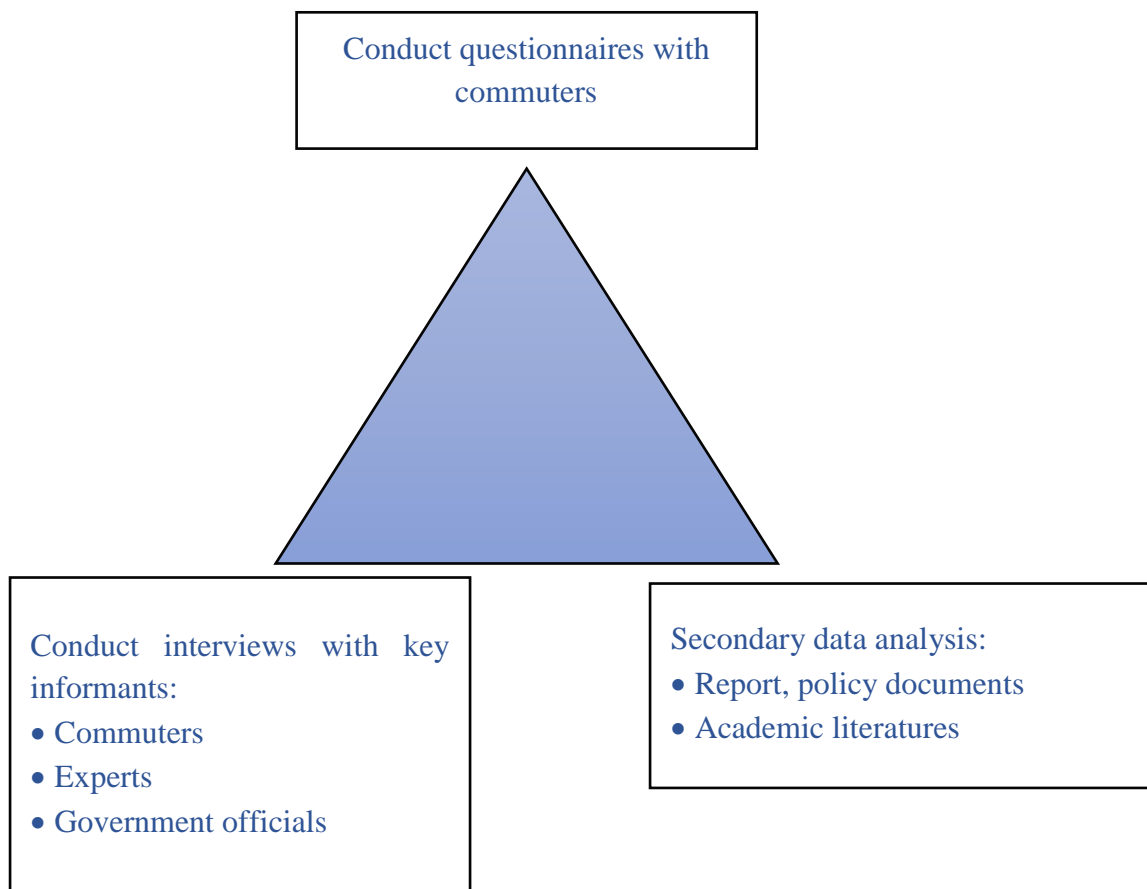 Conduct questionnaires with
commuters
Conduct interviews with key
informants:
• Commuters
• Experts
• Government officials
Secondary data analysis:
• Report, policy documents
• Academic literatures